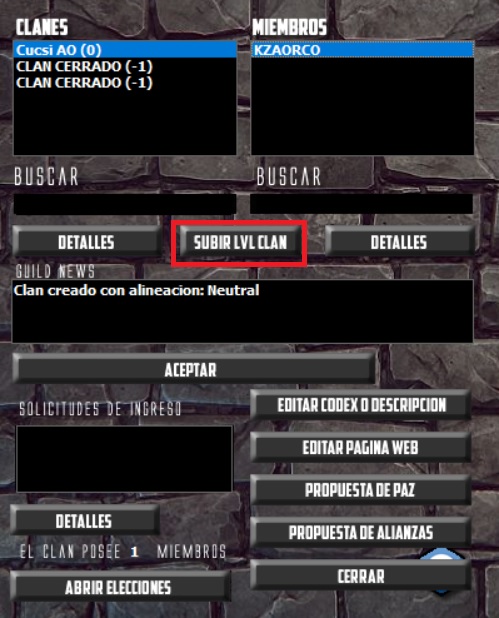 CLANES
MIEMBROS
Cucsi AO (0)
CLAN CERRADO (-1)
CLAN CERRADO (-1)
KZAORCO
BUSCAR
BUSCAR
DETALLES
SUBIR LVL CLAN
DETALLES
GUILD NEWS
Clan creado con alineacion: Neutral
ACEPTAR
SOLICITUDES DE INGRESO
EDITAR CODEX O DESCRIPCION
EDITAR PAGINA WEB
PROPUESTA DE PAZ
DETALLES
PROPUESTA DE ALIANZAS
EL CLAN POSEE 1 MIEMBROS
CERRAR
ABRIR ELECCIONES